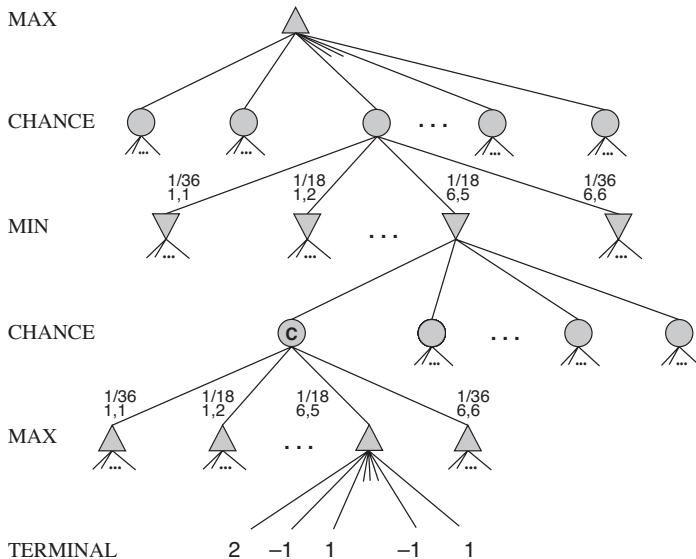 MAX
CHANCE
...
... ... ... ... ...
1/36 1/18 1/18 1/36
1,1 1,2 6,5 6,6
MIN
...
... ... ... ...
C
CHANCE
...
... ... ...
1/36 1/18 1/18 1/36
1,1 1,2 6,5 6,6
MAX
...
... ... ...
TERMINAL 2 –1 1 –1 1